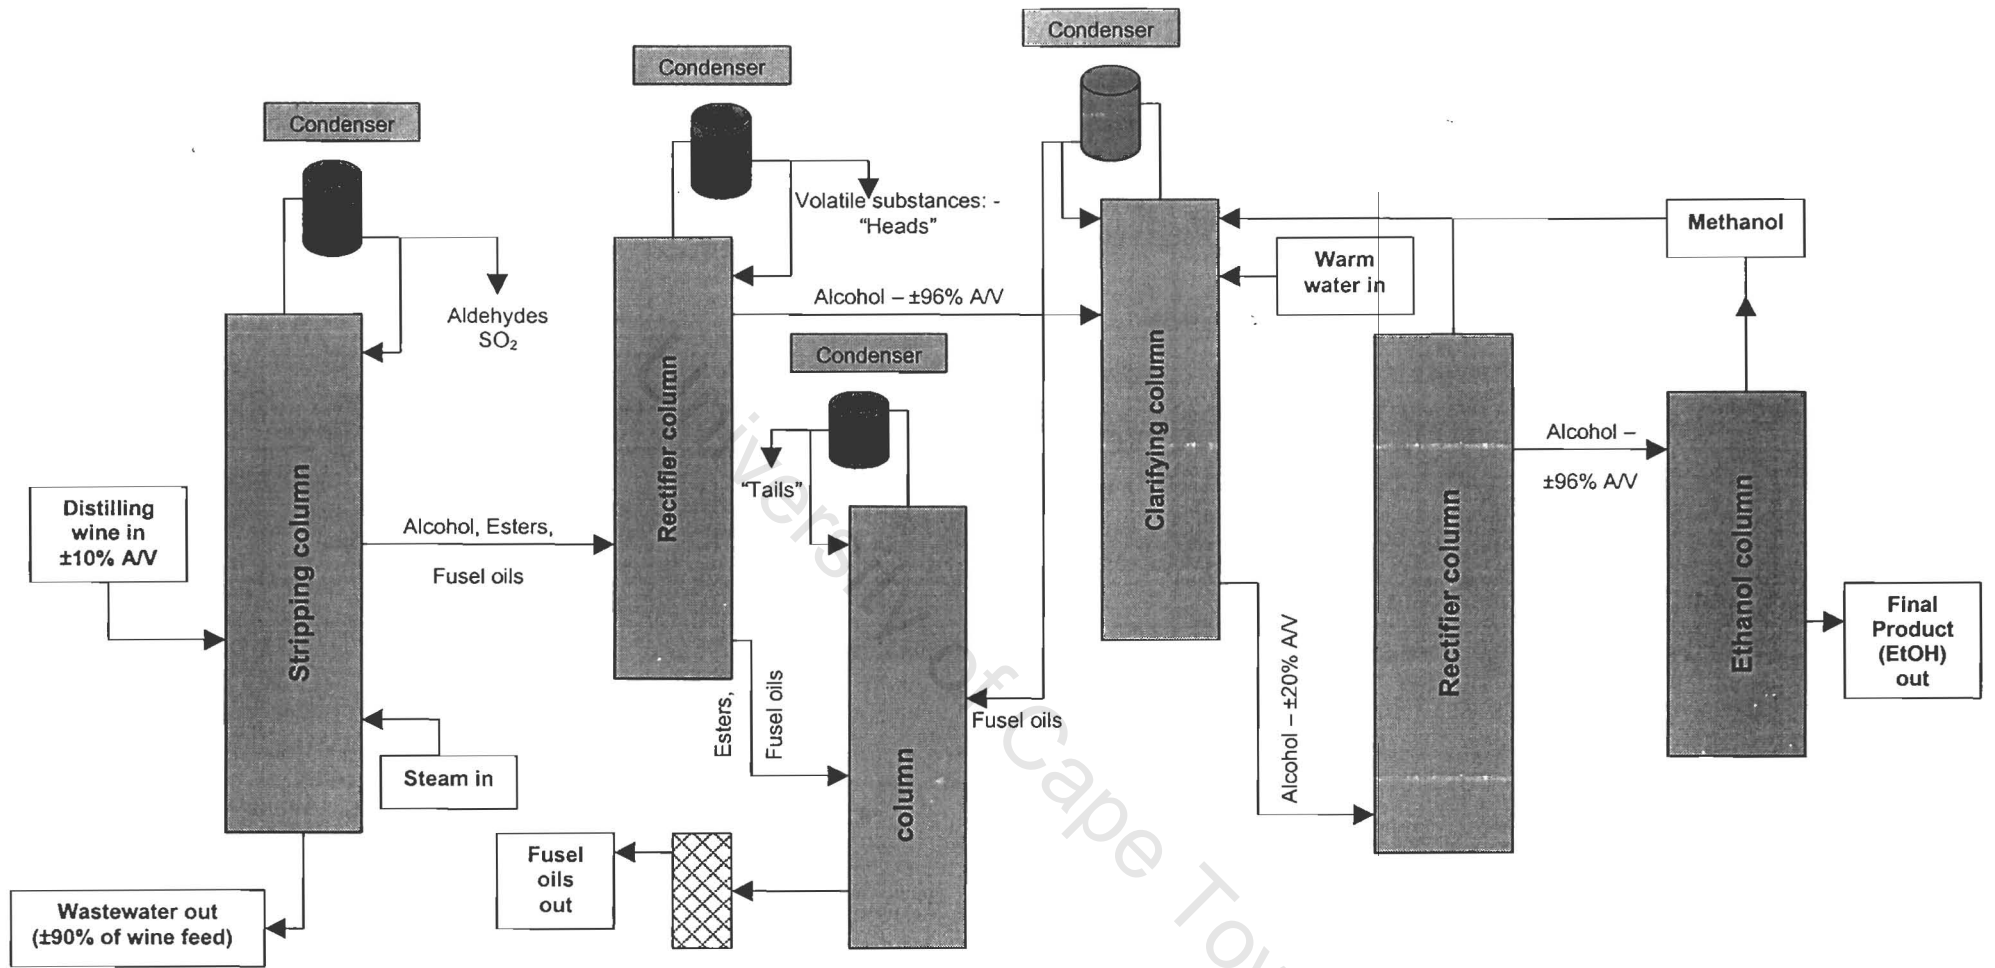 Condenser
Condenser
Condenser
Volatile substances: -
“Heads”
Methanol
Warm
water in
Aldehydes
SO₂
Alcohol – ±96% A/V
Condenser
Stripping column
Rectifier column
Clarifying column
Rectifier column
Ethanol column
Alcohol –
±96% A/V
“Tails”
Distilling
wine in
±10% A/V
Alcohol, Esters,
Fusel oils
Final
Product
(EtOH)
out
Esters,
Fusel oils
Fusel oils
Alcohol – ±20% A/V
Steam in
column
Fusel
oils
out
Wastewater out
(±90% of wine feed)
University of Cape Tow